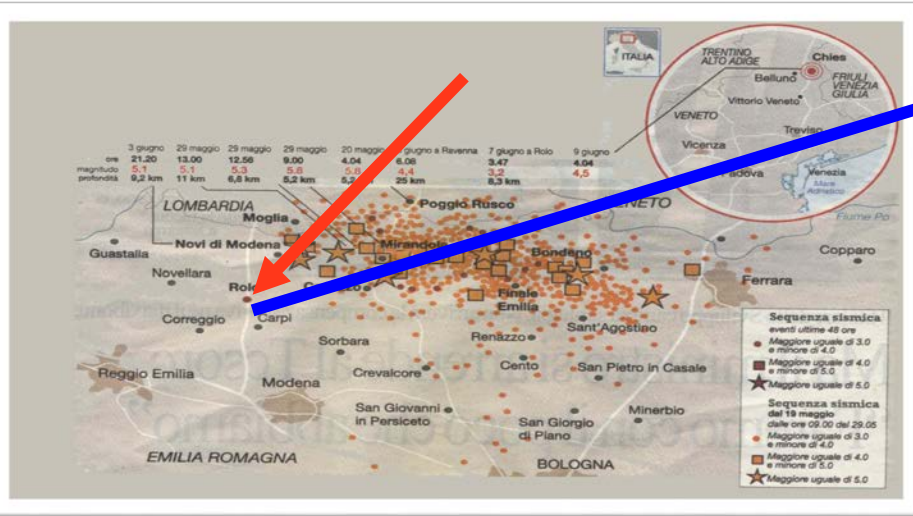 ITALIA
TRENTINO
ALTO ADIGE
Chies
Belluno
FRIULI
VENEZIA
GIULIA
Vittorio Veneto
VENETO
Treviso
Vicenza
Venezia
Mare
Adriatico
3 giugno 29 maggio 29 maggio 29 maggio 20 maggio giugno a Ravenna 7 giugno a Rolo 9 giugno
ore 21.20 13.00 12.56 9.00 4.04 6.08 3.47 4.04
magnitudo 5.1 5.1 5.3 5.8 4,4 3,2 4,5
profondità 9,2 km 11 km 6,8 km 5,2 km 25 km 8,3 km
LOMBARDIA
Poggio Rusco
Moglia
Fiume Po
Novi di Modena
Mirandola
Bondeno
Guastalla
Copparo
Novellara
Ferrara
Finale
Emilia
Correggio
Carpi
Sant'Agostino
Renazzo
Sorbara
Reggio Emilia
Crevalcore
Cento
San Pietro in Casale
Modena
San Giovanni
in Persiceto
San Giorgio
di Piano
Minerbio
EMILIA ROMAGNA
BOLOGNA
Sequenza sismica
eventi ultime 48 ore
Maggiore uguale di 3.0
e minore di 4.0
Maggiore uguale di 4.0
e minore di 5.0
Maggiore uguale di 5.0
Sequenza sismica
dal 19 maggio
dalle ore 09.00 del 29.05
Maggiore uguale di 3.0
e minore di 4.0
Maggiore uguale di 4.0
e minore di 5.0
Maggiore uguale di 5.0